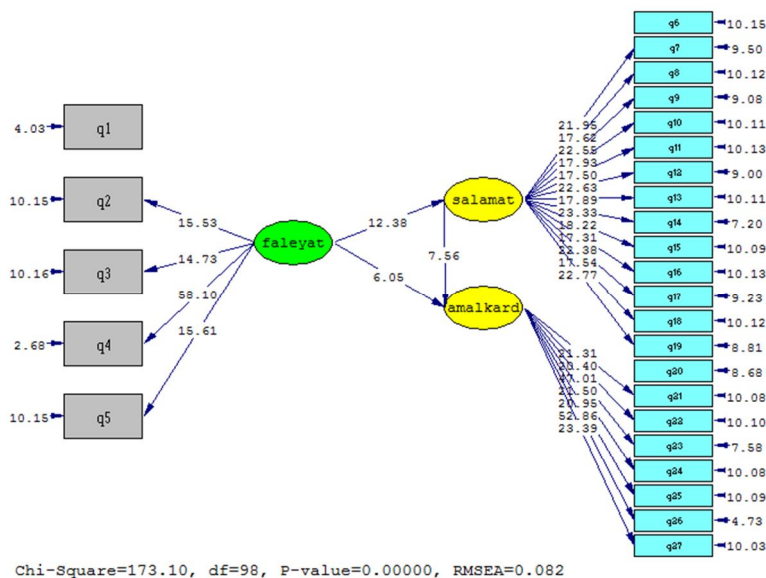 q6 10.15
q7 9.50
q8 10.12
q9 9.08
q10 10.11
q11 10.13
q12 9.00
q13 10.11
q14 7.20
q15 10.09
q16 10.13
q17 9.23
q18 10.12
q19 8.81
q20 8.68
q21 10.08
q22 10.10
q23 7.58
q24 10.08
q25 10.09
q26 4.73
q27 10.03
4.03 q1
10.15 q2
10.16 q3
2.68 q4
10.15 q5
15.53
14.73
58.10
15.61
faleyat
12.38
6.05
salamat
7.56
amalkard
21.95
17.62
22.55
17.93
17.50
22.63
17.89
23.33
18.22
17.31
22.38
17.54
22.77
21.31
20.40
47.01
21.50
20.95
52.86
23.39
Chi-Square=173.10, df=98, P-value=0.00000, RMSEA=0.082